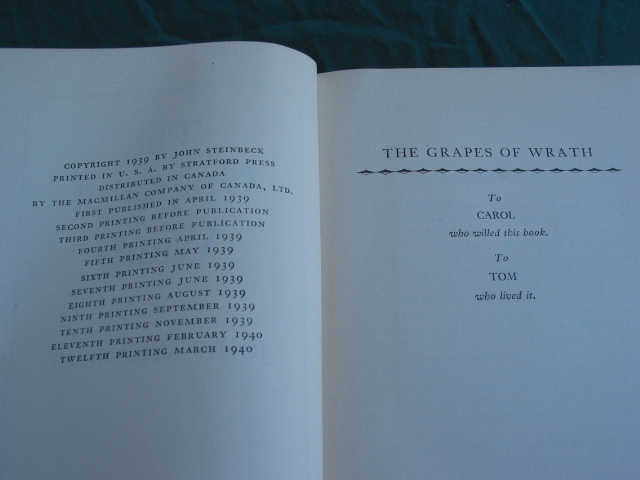 COPYRIGHT 1939 BY JOHN STEINBECK
PRINTED IN U. S. A. BY STRATFORD PRESS
DISTRIBUTED IN CANADA
BY THE MACMILLAN COMPANY OF CANADA, LTD.
FIRST PUBLISHED IN APRIL 1939
SECOND PRINTING BEFORE PUBLICATION
THIRD PRINTING BEFORE PUBLICATION
FOURTH PRINTING APRIL 1939
FIFTH PRINTING MAY 1939
SIXTH PRINTING JUNE 1939
SEVENTH PRINTING JUNE 1939
EIGHTH PRINTING AUGUST 1939
NINTH PRINTING SEPTEMBER 1939
TENTH PRINTING NOVEMBER 1939
ELEVENTH PRINTING FEBRUARY 1940
TWELFTH PRINTING MARCH 1940
THE GRAPES OF WRATH
To
CAROL
who willed this book.
To
TOM
who lived it.